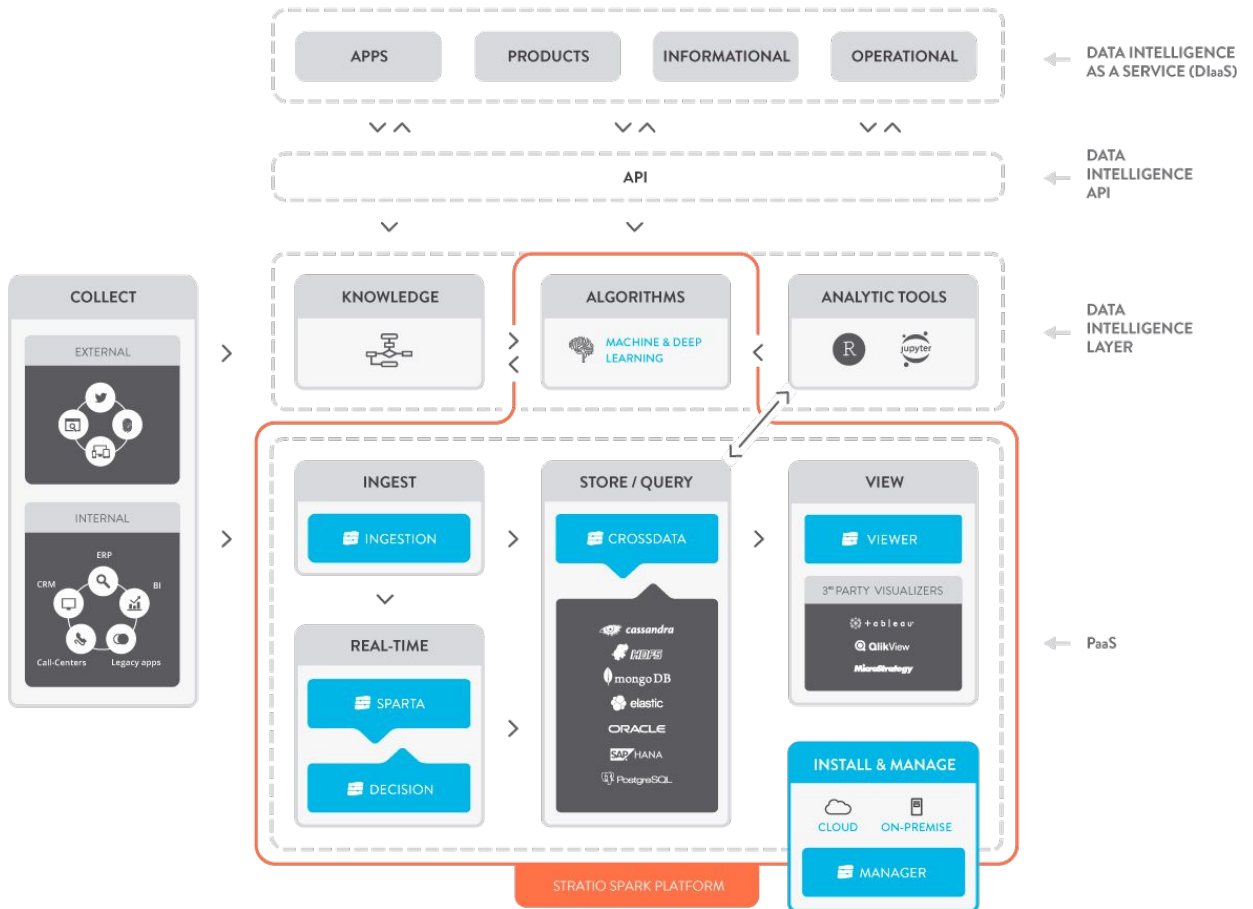 APPS
PRODUCTS
INFORMATIONAL
OPERATIONAL
DATA INTELLIGENCE
AS A SERVICE (DIaaS)
API
DATA
INTELLIGENCE
API
COLLECT
EXTERNAL
INTERNAL
ERP
CRM
BI
Call-Centers
Legacy apps
KNOWLEDGE
ALGORITHMS
MACHINE & DEEP
LEARNING
ANALYTIC TOOLS
R
jupyter
DATA
INTELLIGENCE
LAYER
INGEST
INGESTION
REAL-TIME
SPARTA
DECISION
STORE / QUERY
CROSSDATA
cassandra
HDFS
mongoDB
elastic
ORACLE
SAP HANA
PostgreSQL
VIEW
VIEWER
3RD PARTY VISUALIZERS
+ableau
QlikView
MicroStrategy
PaaS
INSTALL & MANAGE
CLOUD
ON-PREMISE
MANAGER
STRATIO SPARK PLATFORM